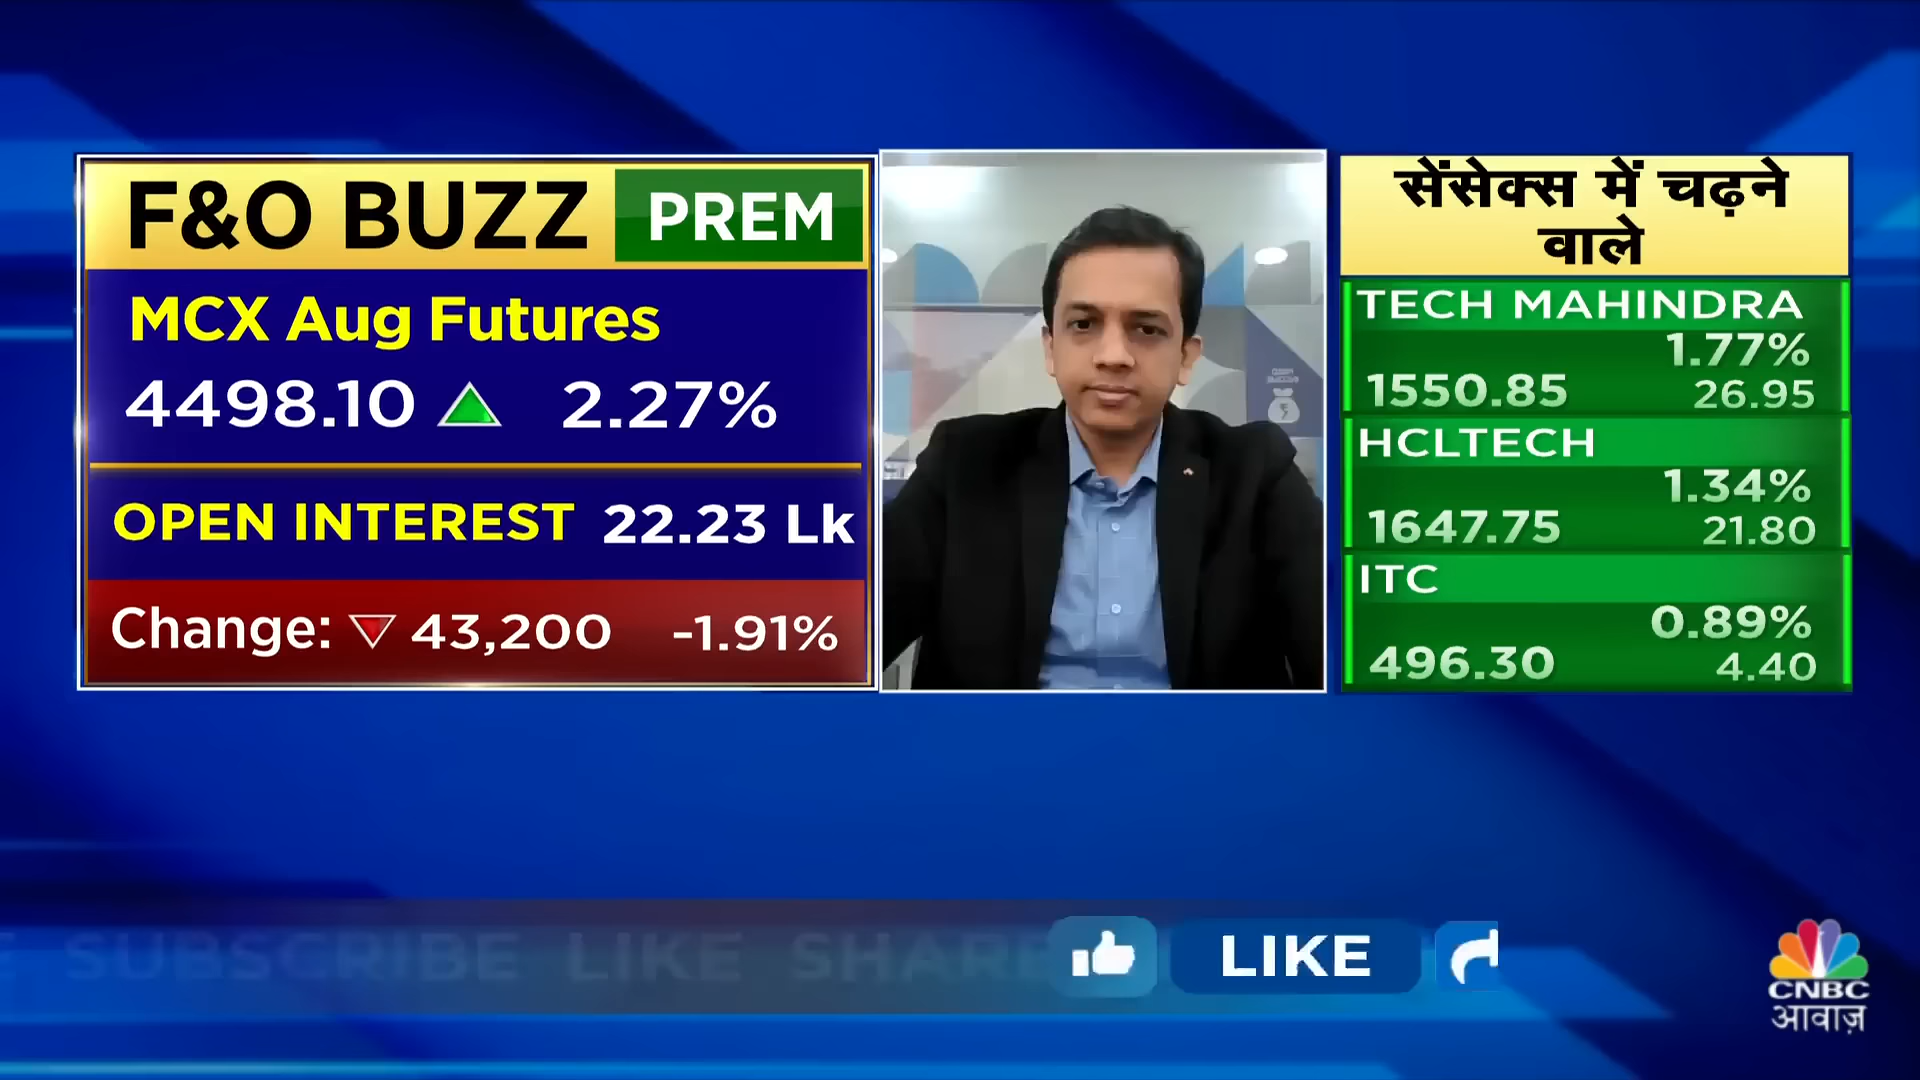 F&O BUZZ PREM
MCX Aug Futures
4498.10 2.27%
OPEN INTEREST 22.23 Lk
Change: 43,200 -1.91%
सेंसेक्स में चढ़ने
वाले
TECH MAHINDRA
1.77%
1550.85 26.95
HCLTECH
1.34%
1647.75 21.80
ITC
0.89%
496.30 4.40
SUBSCRIBE LIKE SHARE
LIKE
CNBC
आवाज़